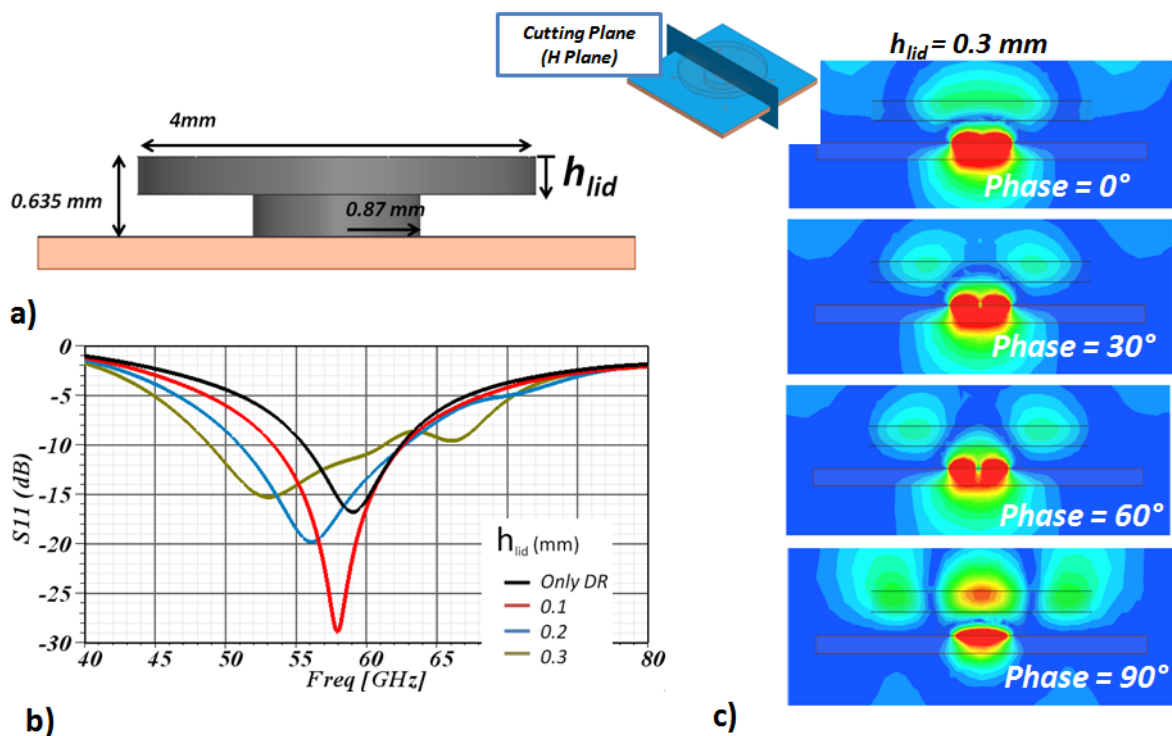 4mm
0.635 mm
0.87 mm
h_lid
a)
0
-5
-10
-15
-20
-25
-30
S11 (dB)
40
45
50
55
60
65
80
Freq [GHz]
h_lid (mm)
Only DR
0.1
0.2
0.3
b)
Cutting Plane
(H Plane)
h_lid = 0.3 mm
Phase = 0°
Phase = 30°
Phase = 60°
Phase = 90°
c)